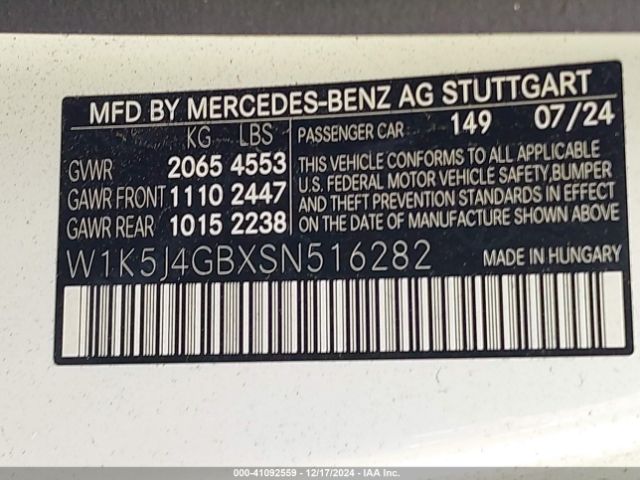 MFD BY MERCEDES-BENZ AG STUTTGART
KG LBS
GVWR 2065 4553
GAWR FRONT 1110 2447
GAWR REAR 1015 2238
PASSENGER CAR: 149 07/24
THIS VEHICLE CONFORMS TO ALL APPLICABLE
U.S. FEDERAL MOTOR VEHICLE SAFETY,BUMPER
AND THEFT PREVENTION STANDARDS IN EFFECT
ON THE DATE OF MANUFACTURE SHOWN ABOVE
W1K5J4GBXSN516282
MADE IN HUNGARY
000-41092559 - 12/17/2024 - IAAI